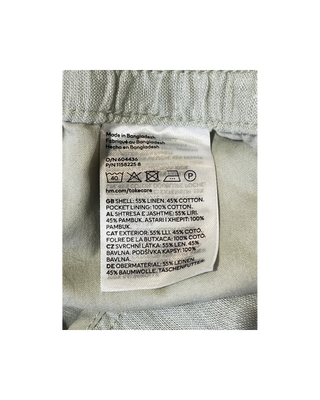 Made in Bangladesh
Fabriqué au Bangladesh
Hecho en Bangladesh
O/N 604436
P/N 1158225 8
40
P
hm.com/takecare
GB SHELL: 55% LINEN, 45% COTTON.
POCKET LINING: 100% COTTON.
AL SHTRESA E JASHTME: 55% LIRI,
45% PAMBUK. ASTARI I XHEPIT: 100%
PAMBUK.
CAT EXTERIOR: 55% LLI, 45% COTÓ.
FOLRE DE LA BUTXACA: 100% COTÓ.
CZ SVRCHNÍ LÁTKA: 55% LEN, 45%
BAVLNA. PODŠÍVKA KAPSY: 100%
BAVLNA.
DE OBERMATERIAL: 55% LEINEN,
45% BAUMWOLLE. TASCHENFUTTER: